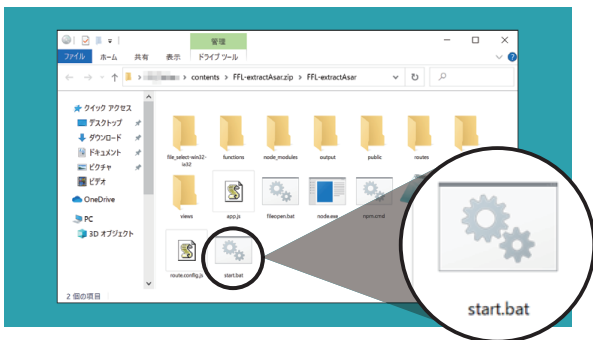 管理
ファイル ホーム 共有 表示 ドライブ ツール
contents › FFL-extractAsar.zip › FFL-extractAsar
クイック アクセス
デスクトップ
ダウンロード
ドキュメント
ピクチャ
ビデオ
OneDrive
PC
3D オブジェクト
file_select-win32-ia32
functions
node_modules
output
public
routes
views
app.js
fileopen.bat
node.exe
npm.cmd
route.config.js
start.bat
2 個の項目
start.bat